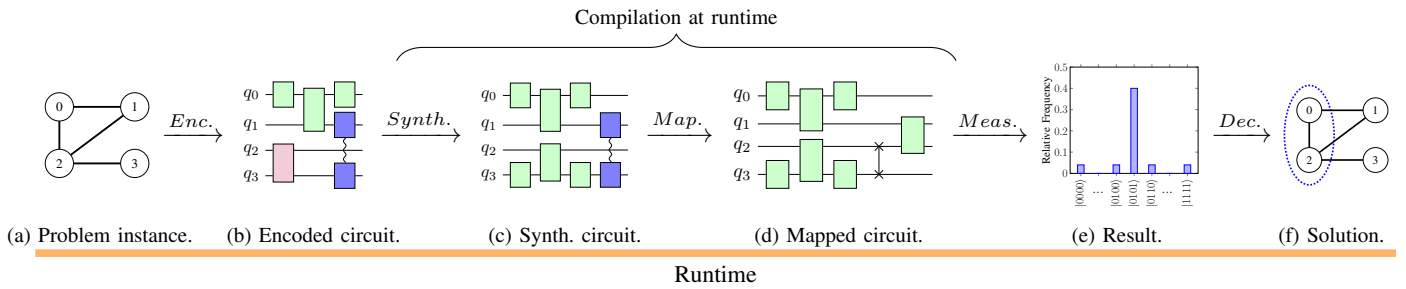 Compilation at runtime
0 1
2 3
Enc.
q0
q1
q2
q3
Synth.
q0
q1
q2
q3
Map.
q0
q1
q2
q3
Meas.
Relative Frequency
0.5
0.4
0.3
0.2
0.1
0
|0000⟩ ... |0100⟩ |0101⟩ |0110⟩ ... |1111⟩
Dec.
0 1
2 3
(a) Problem instance. (b) Encoded circuit. (c) Synth. circuit. (d) Mapped circuit. (e) Result. (f) Solution.
Runtime